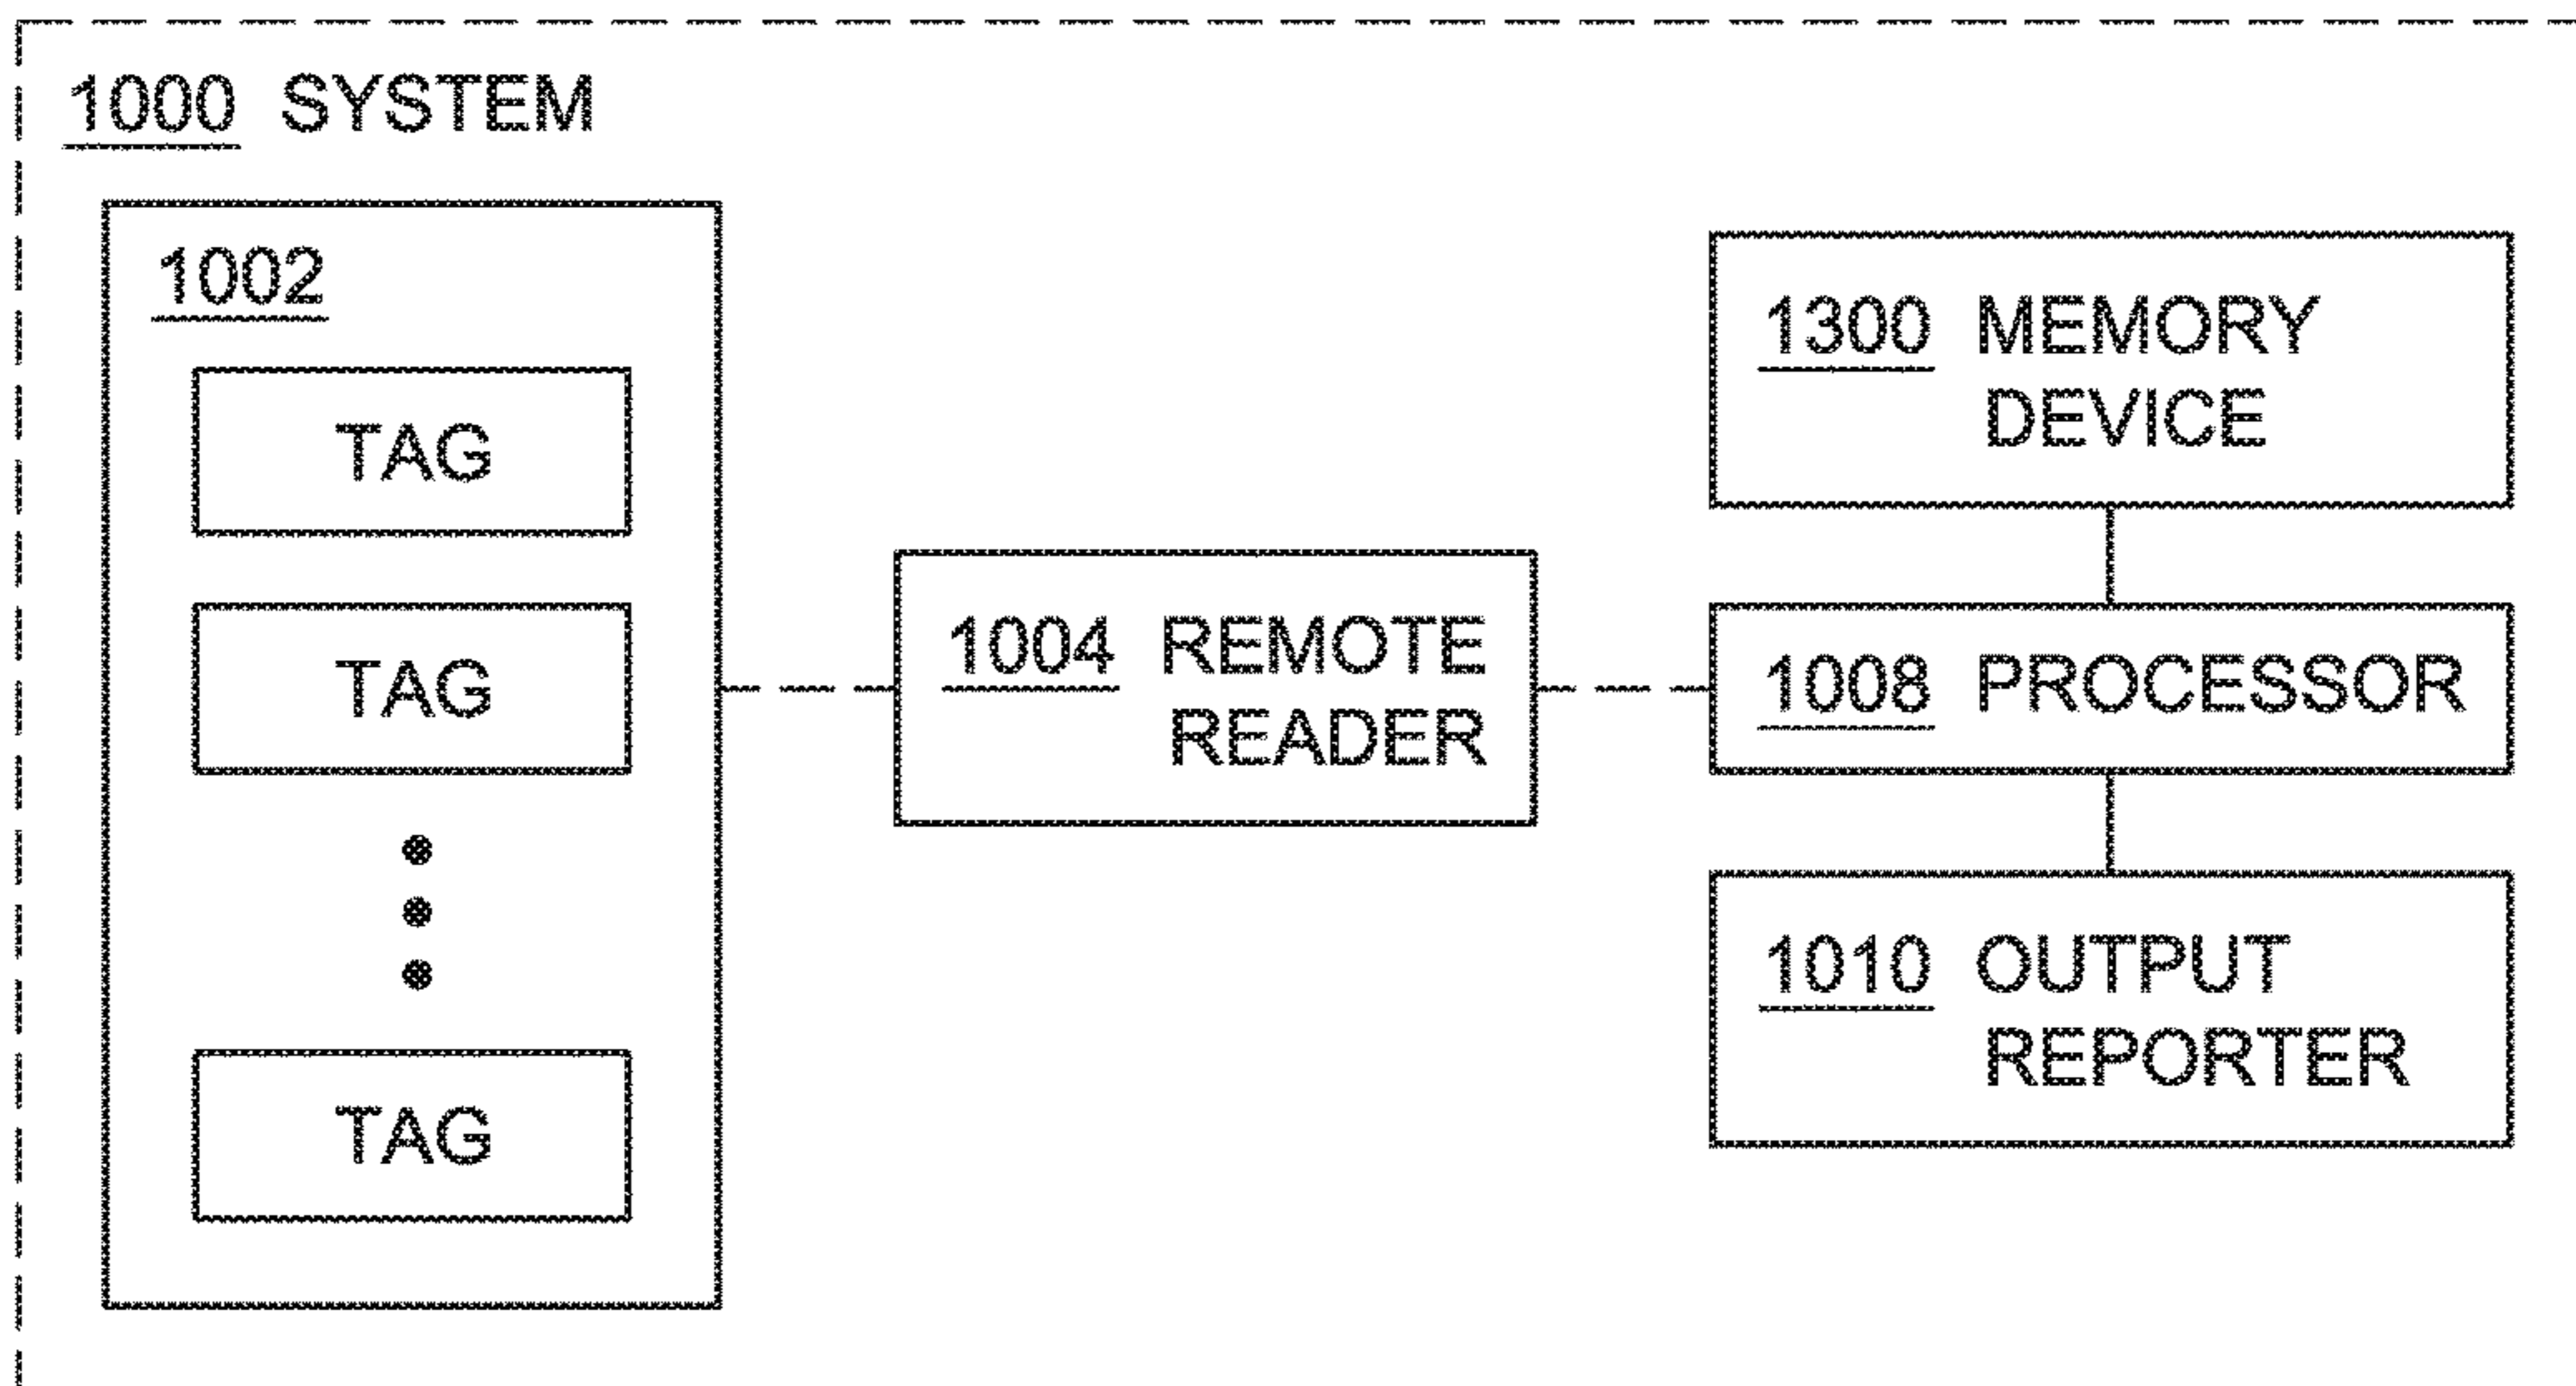 1000 SYSTEM
1002
TAG
TAG
TAG
1004 REMOTE
READER
1300 MEMORY
DEVICE
1008 PROCESSOR
1010 OUTPUT
REPORTER